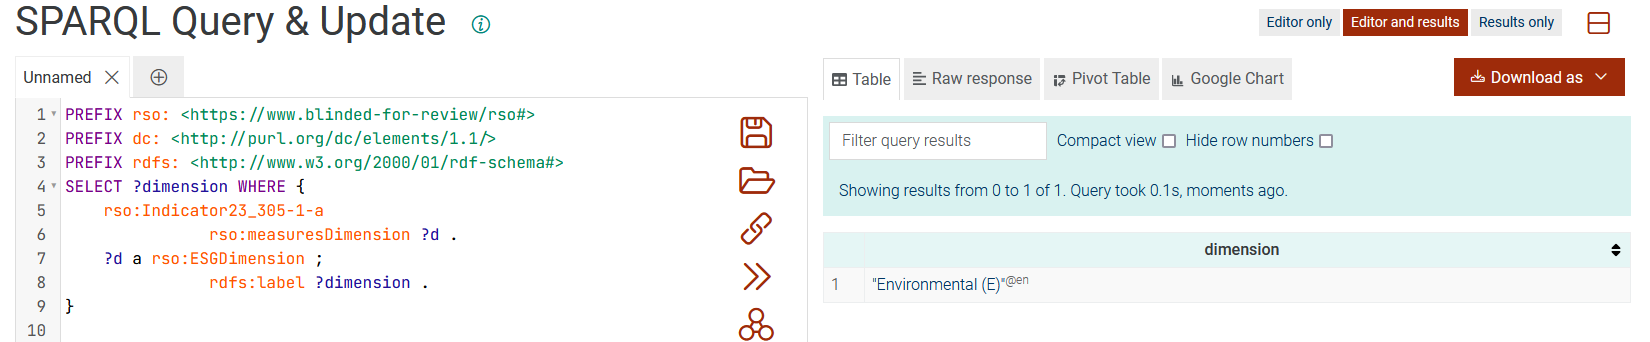 SPARQL Query & Update
Editor only
Editor and results
Results only
Unnamed
1 PREFIX rso: <https://www.blinded-for-review/rso#>
2 PREFIX dc: <http://purl.org/dc/elements/1.1/>
3 PREFIX rdfs: <http://www.w3.org/2000/01/rdf-schema#>
4 SELECT ?dimension WHERE {
5 rso:Indicator23_305-1-a
6 rso:measuresDimension ?d .
7 ?d a rso:ESGDimension ;
8 rdfs:label ?dimension .
9 }
10
Table
Raw response
Pivot Table
Google Chart
Download as
Filter query results
Compact view
Hide row numbers
Showing results from 0 to 1 of 1. Query took 0.1s, moments ago.
dimension
1 "Environmental (E)"@en